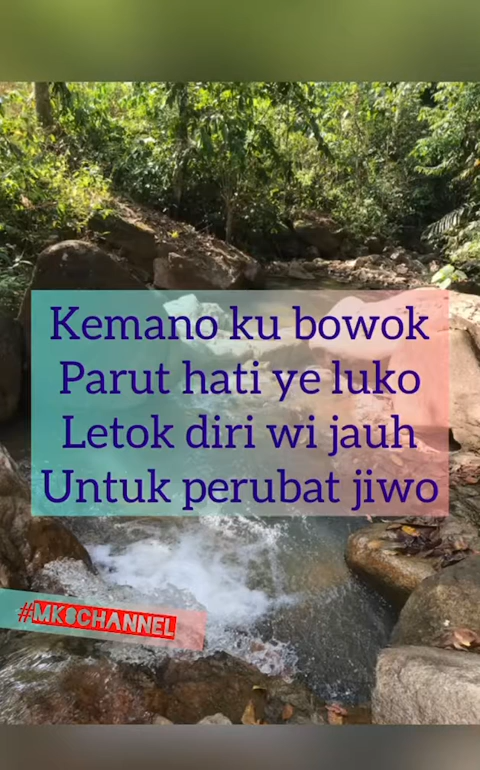 Kemano ku bowok
Parut hati ye luko
Letok diri wi jauh
Untuk perubat jiwo
#MK8CHANNEL